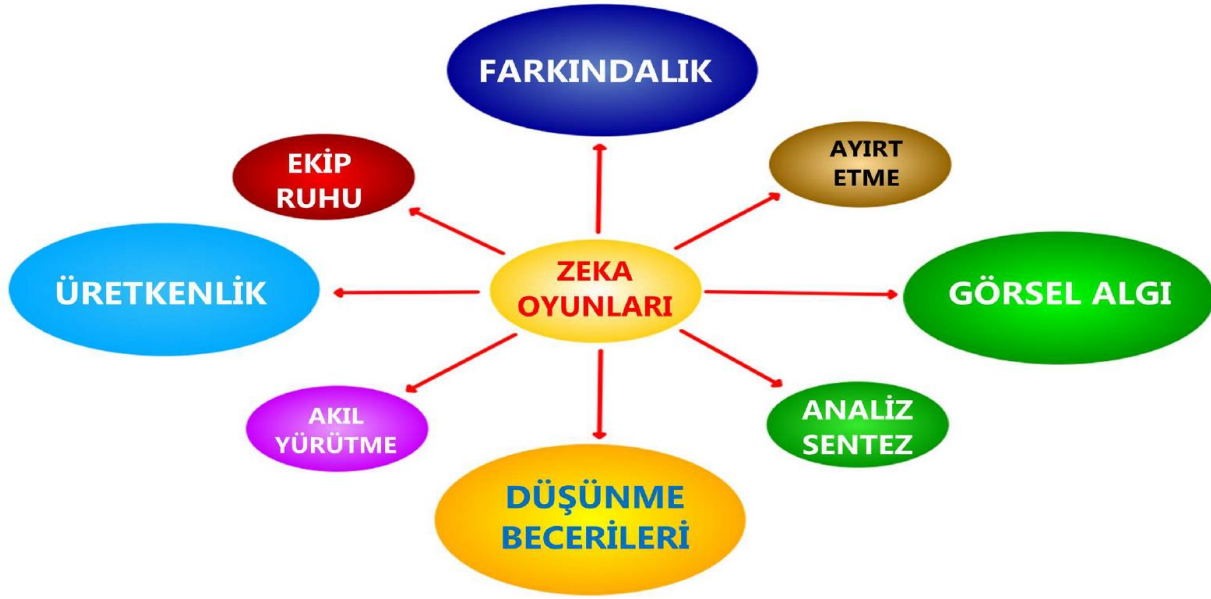 FARKINDALIK
EKİP
RUHU
AYIRT
ETME
ÜRETKENLİK
ZEKA
OYUNLARI
GÖRSEL ALGI
AKIL
YÜRÜTME
ANALİZ
SENTEZ
DÜŞÜNME
BECERİLERİ